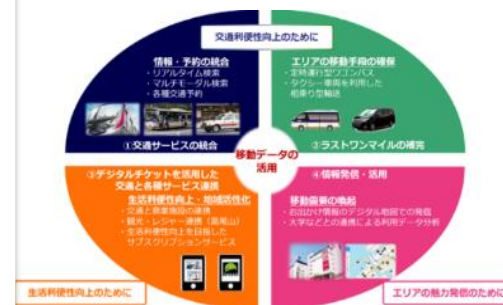 交通利便性向上のために
情報・予約の統合
・リアルタイム検索
・マルチモーダル検索
・各種交通予約
①交通サービスの統合
エリアの移動手段の確保
・定時運行型ワゴンバス
・タクシー車両を利用した
相乗り型輸送
②ラストワンマイルの補完
移動データの
活用
③デジタルチケットを活用した
交通と各種サービス連携
生活利便性向上・地域活性化
・交通と商業施設の連携
・観光・レジャー連携（高尾山）
・生活利便性向上を目指した
サブスクリプションサービス
④情報発信・活用
移動需要の喚起
・お出かけ情報のデジタル地図での発信
・大学などとの連携による利用データ分析
生活利便性向上のために
エリアの魅力発信のために